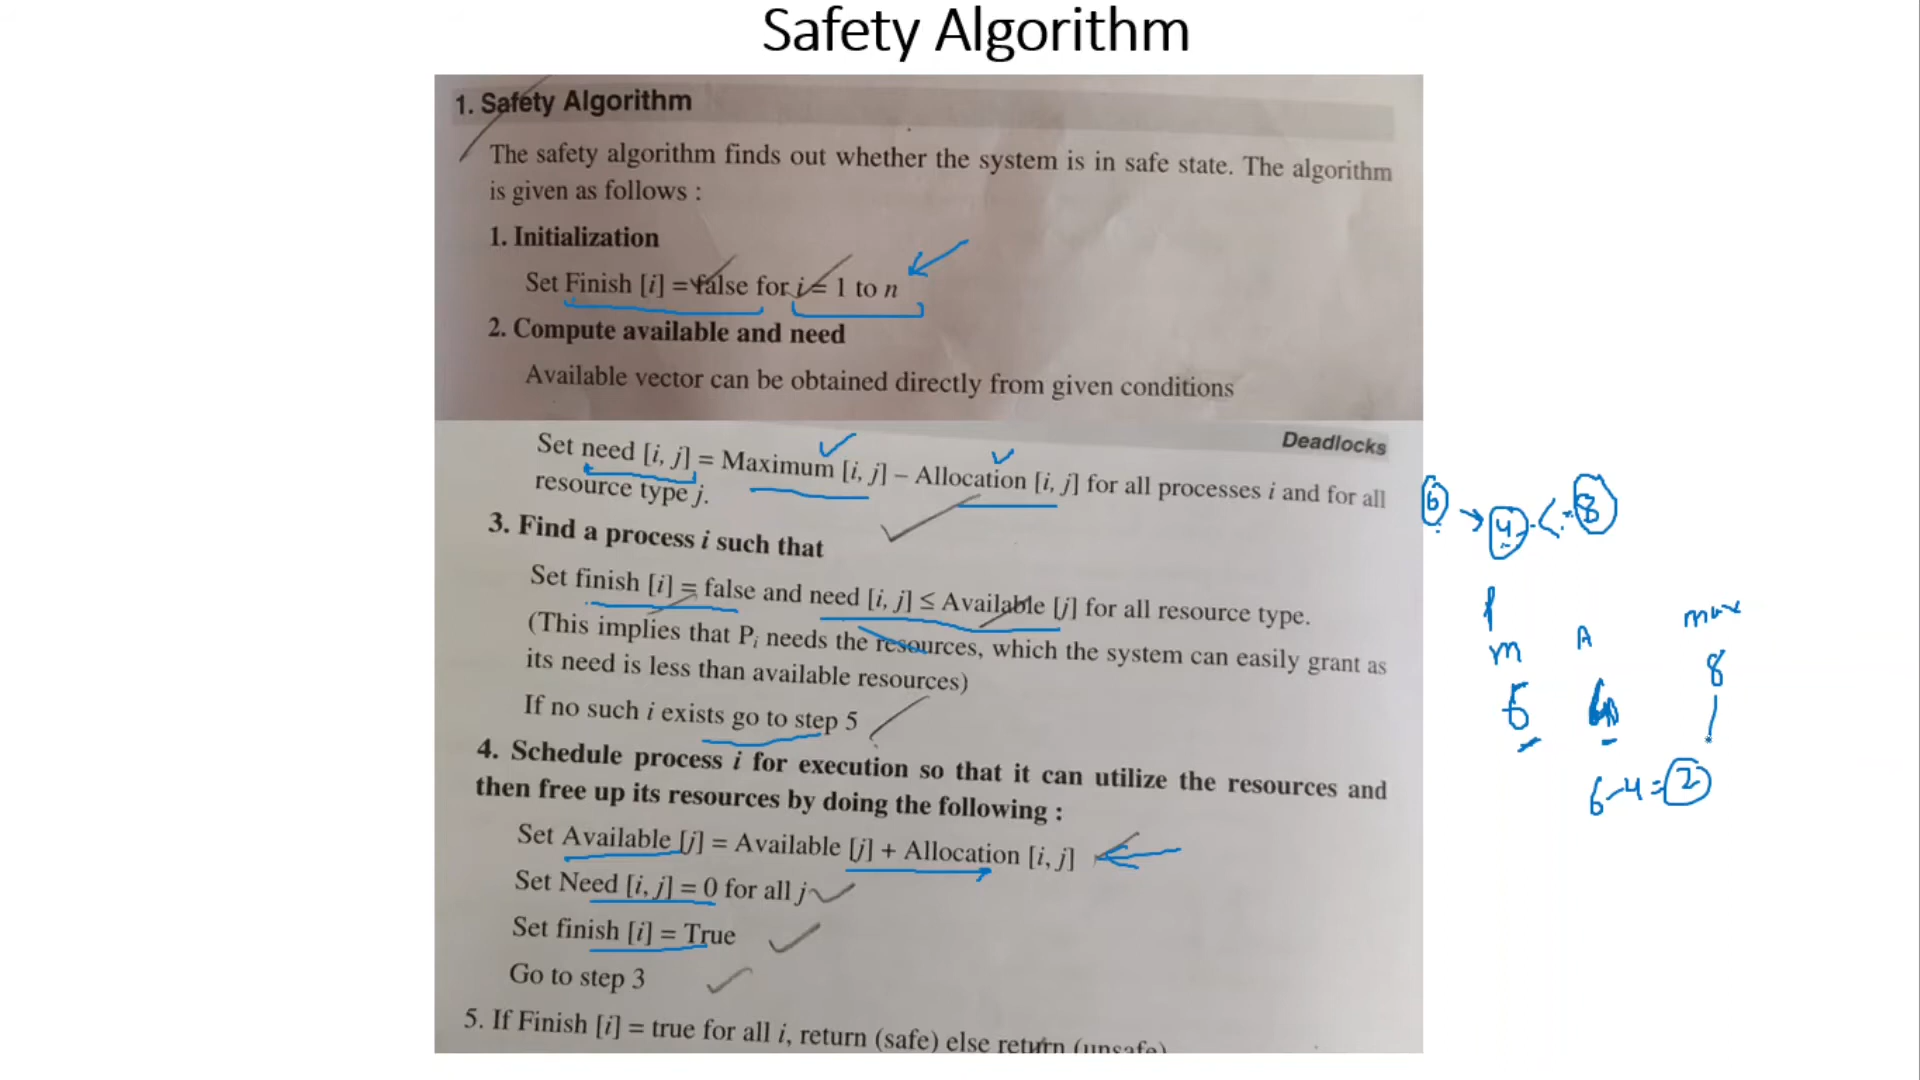 Safety Algorithm
1. Safety Algorithm
The safety algorithm finds out whether the system is in safe state. The algorithm
is given as follows :
1. Initialization
Set Finish [i] = false for i = 1 to n
2. Compute available and need
Available vector can be obtained directly from given conditions
Deadlocks
Set need [i, j] = Maximum [i, j] – Allocation [i, j] for all processes i and for all
resource type j.
3. Find a process i such that
Set finish [i] = false and need [i, j] ≤ Available [j] for all resource type.
(This implies that Pi needs the resources, which the system can easily grant as
its need is less than available resources)
If no such i exists go to step 5
4. Schedule process i for execution so that it can utilize the resources and
then free up its resources by doing the following :
Set Available [j] = Available [j] + Allocation [i, j]
Set Need [i, j] = 0 for all j
Set finish [i] = True
Go to step 3
5. If Finish [i] = true for all i, return (safe) else return (unsafe)
6 → 4 < 8
max
m A
8
6-4=2